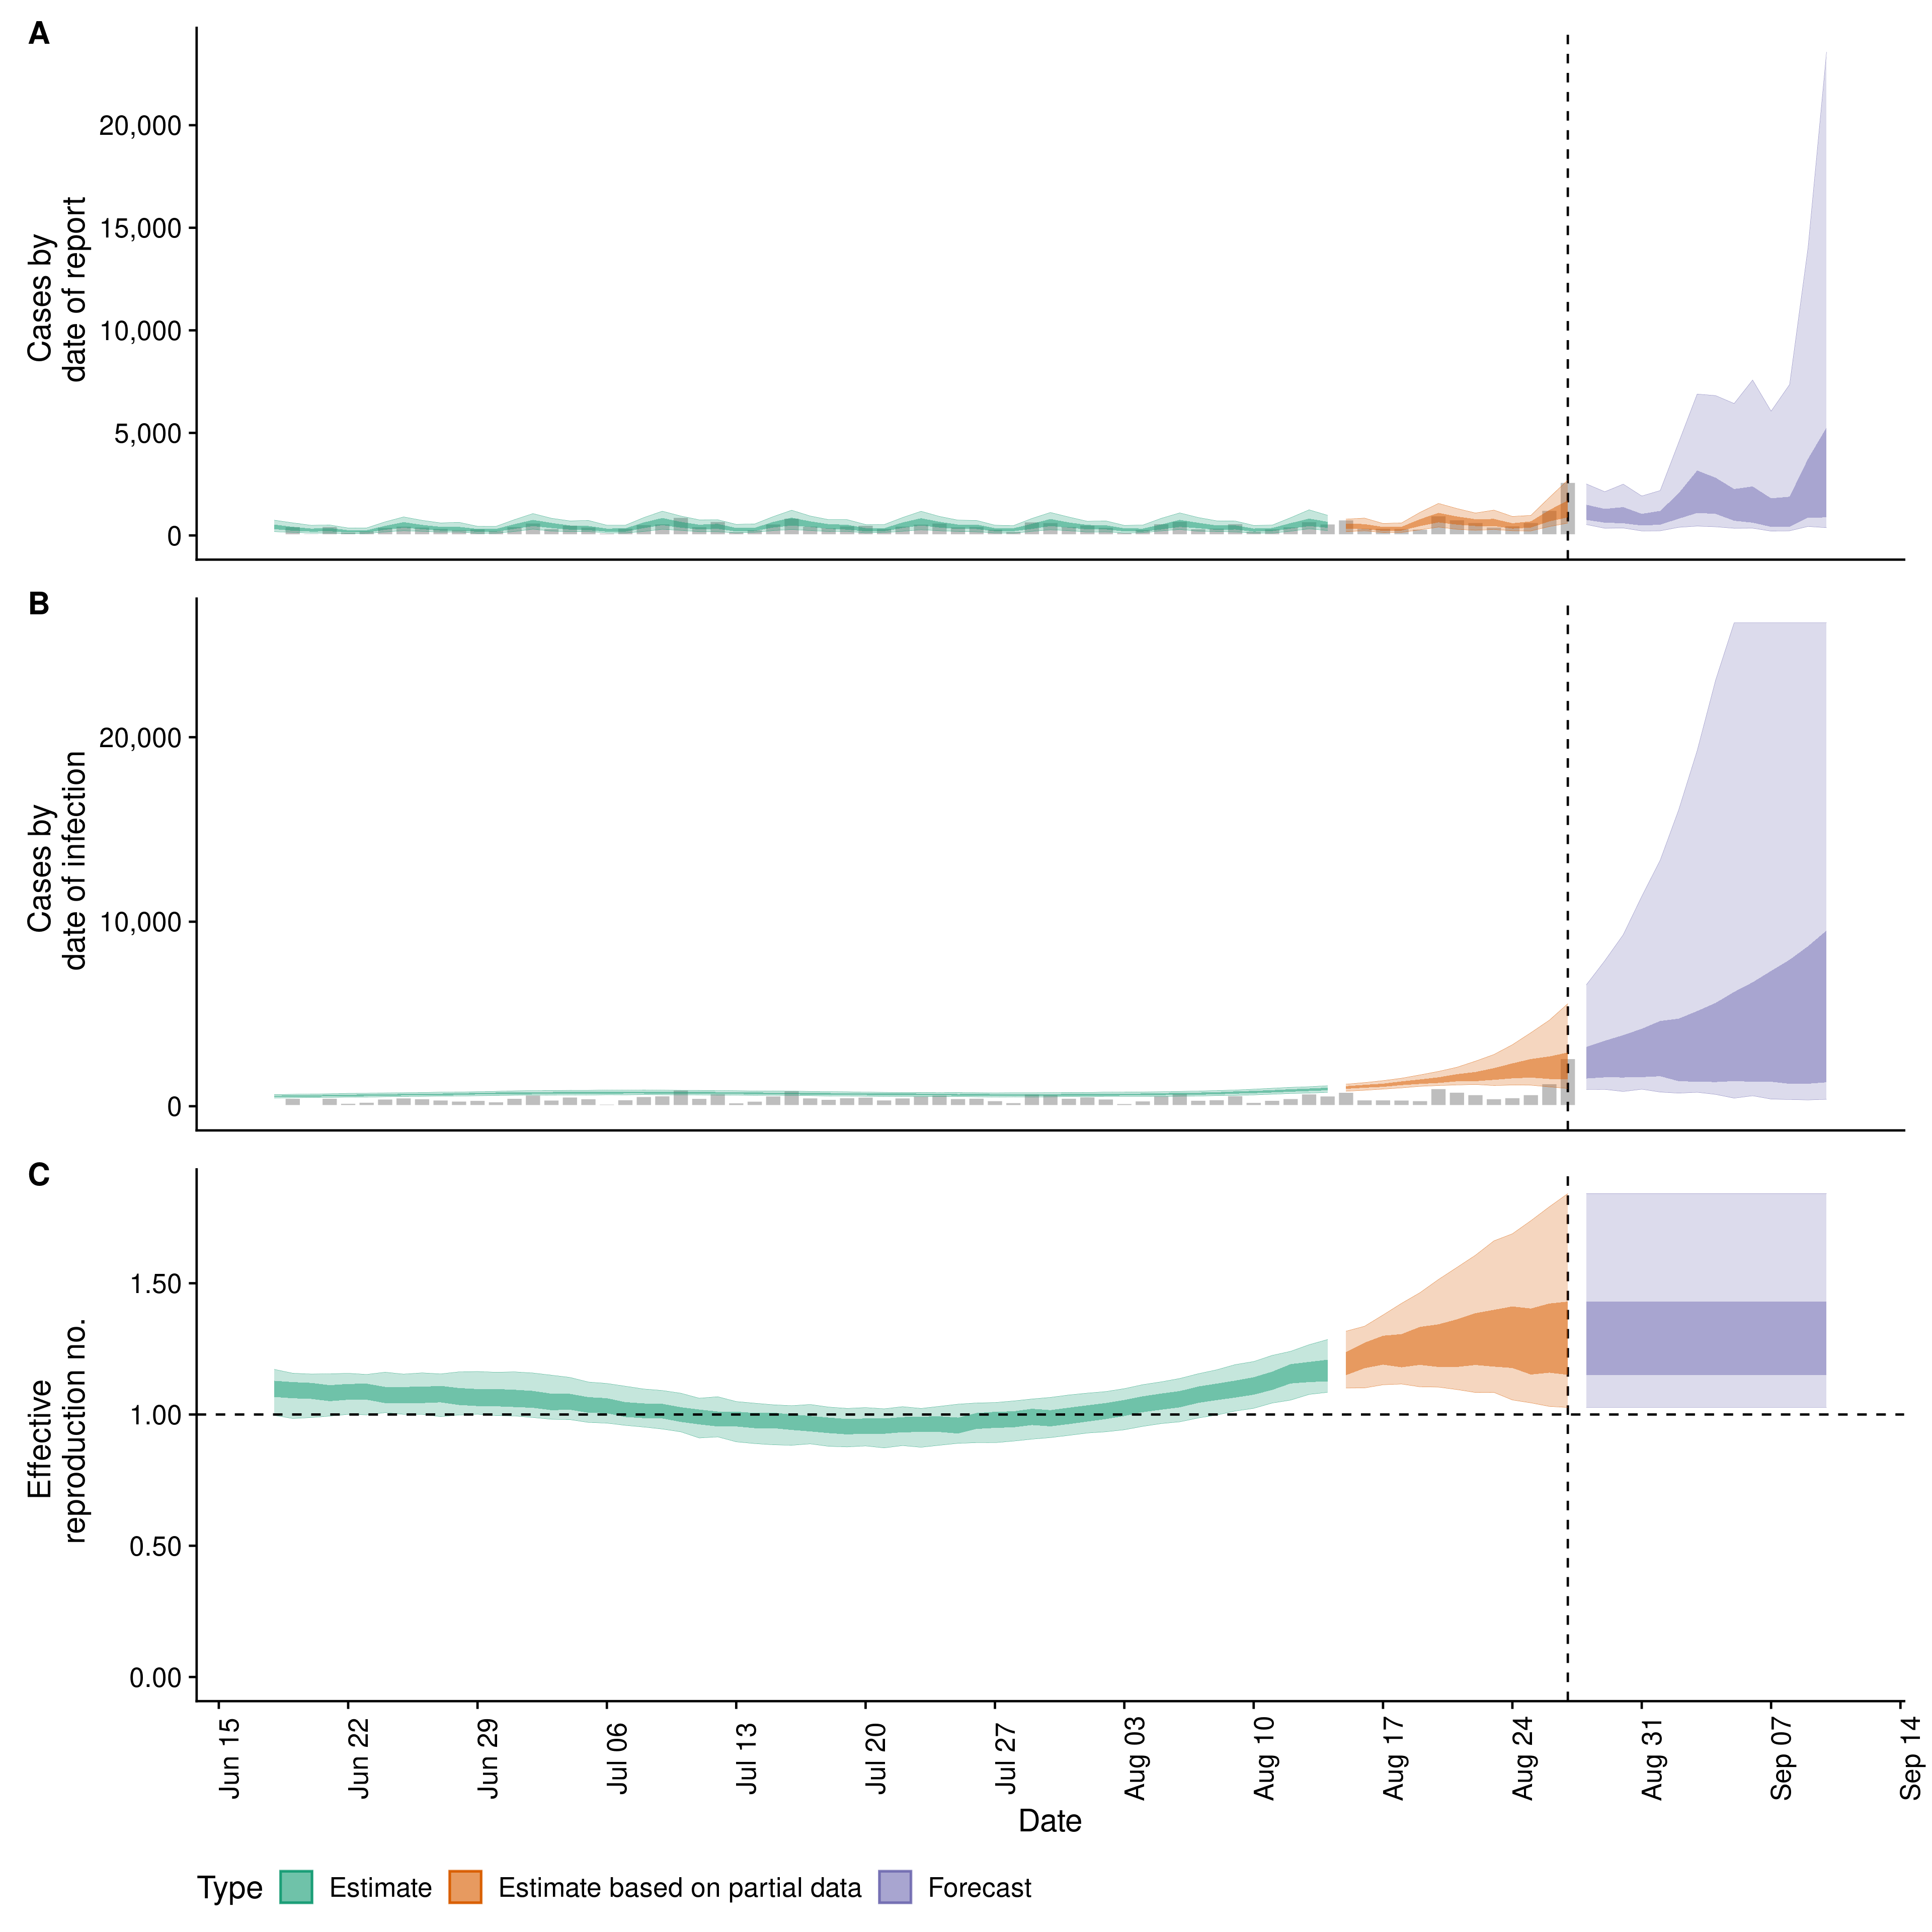 A
Cases by
date of report
20,000
15,000
10,000
5,000
0
B
Cases by
date of infection
20,000
10,000
0
C
Effective
reproduction no.
1.50
1.00
0.50
0.00
Jun 15
Jun 22
Jun 29
Jul 06
Jul 13
Jul 20
Jul 27
Aug 03
Aug 10
Aug 17
Aug 24
Aug 31
Sep 07
Sep 14
Date
Type Estimate Estimate based on partial data Forecast